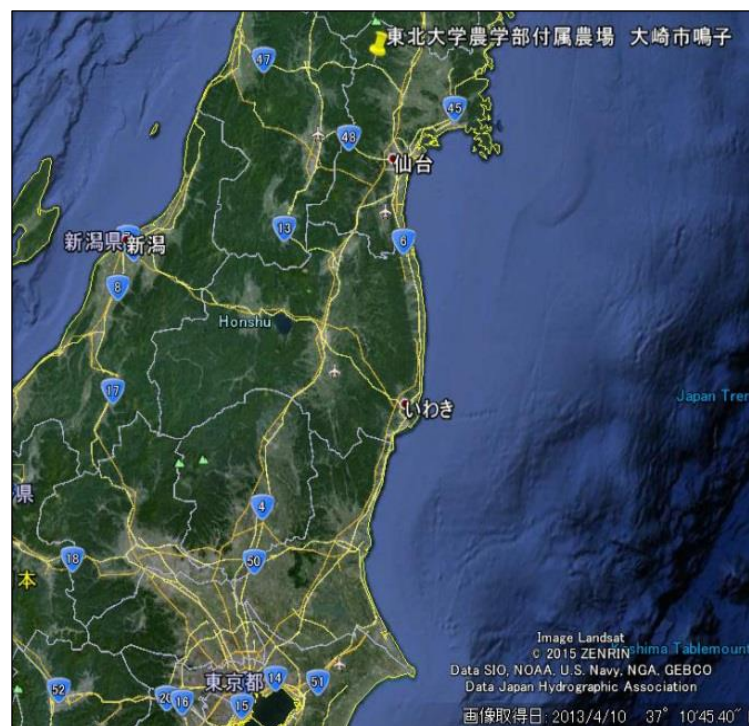 東北大学農学部付属農場 大崎市鳴子
47
45
48
仙台
13
6
新潟県
新潟
8
Honshu
17
いわき
Japan Tren
県
4
18
50
本
Image Landsat
© 2015 ZENRIN
shima Tablemount
Data SIO, NOAA, U.S. Navy, NGA, GEBCO
Data Japan Hydrographic Association
東京都
14
51
52
20
16
15
画像取得日: 2013/4/10 37° 10'45.40"